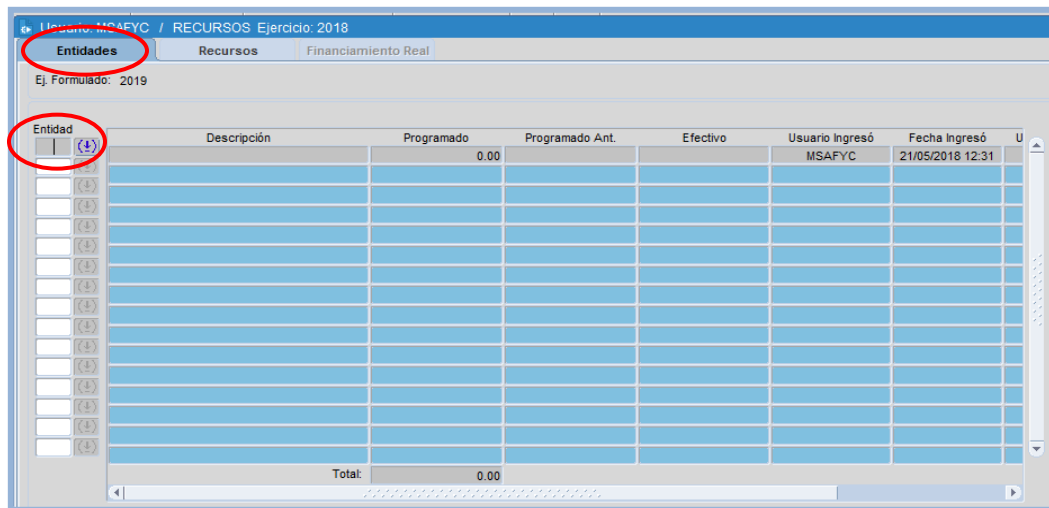 Usuario: MSAFYC / RECURSOS Ejercicio: 2018
Entidades Recursos Financiamiento Real
Ej. Formulado: 2019
Entidad Descripción Programado Programado Ant. Efectivo Usuario Ingresó Fecha Ingresó U
0.00 MSAFYC 21/05/2018 12:31
Total: 0.00